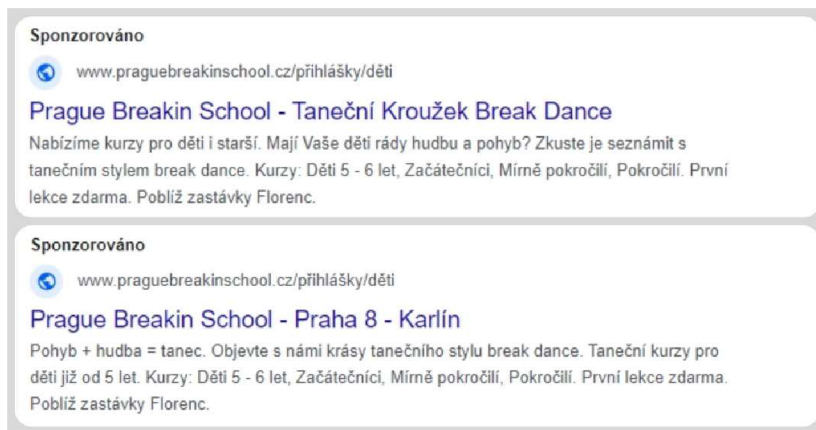 Sponzorováno
www.praguebreakinschool.cz/přihlášky/děti
Prague Breakin School - Taneční Kroužek Break Dance
Nabízíme kurzy pro děti i starší. Mají Vaše děti rády hudbu a pohyb? Zkuste je seznámit s
tanečním stylem break dance. Kurzy: Děti 5 - 6 let, Začátečníci, Mírně pokročilí, Pokročilí. První
lekce zdarma. Poblíž zastávky Florenc.
Sponzorováno
www.praguebreakinschool.cz/přihlášky/děti
Prague Breakin School - Praha 8 - Karlín
Pohyb + hudba = tanec. Objevte s námi krásy tanečního stylu break dance. Taneční kurzy pro
děti již od 5 let. Kurzy: Děti 5 - 6 let, Začátečníci, Mírně pokročilí, Pokročilí. První lekce zdarma.
Poblíž zastávky Florenc.